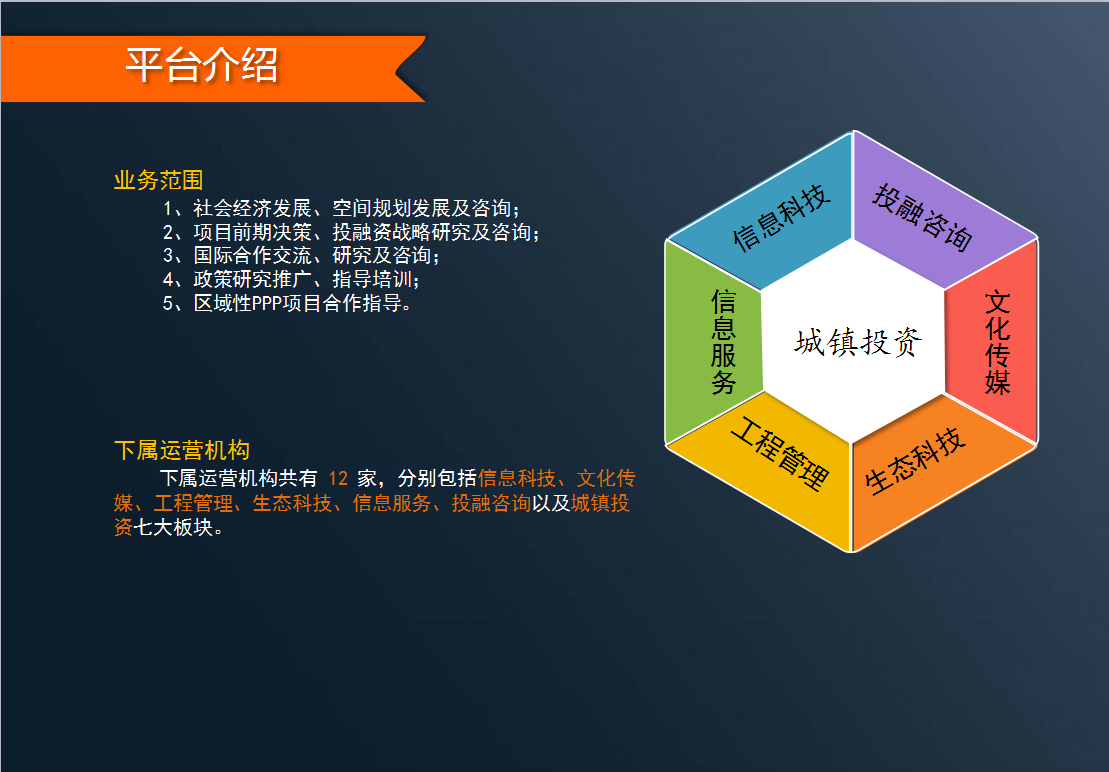 平台介绍
业务范围
1、社会经济发展、空间规划发展及咨询；
2、项目前期决策、投融资战略研究及咨询；
3、国际合作交流、研究及咨询；
4、政策研究推广、指导培训；
5、区域性PPP项目合作指导。
下属运营机构
下属运营机构共有 12 家，分别包括信息科技、文化传
媒、工程管理、生态科技、信息服务、投融咨询以及城镇投
资七大板块。
信息科技
投融咨询
信息服务
城镇投资
文化传媒
工程管理
生态科技